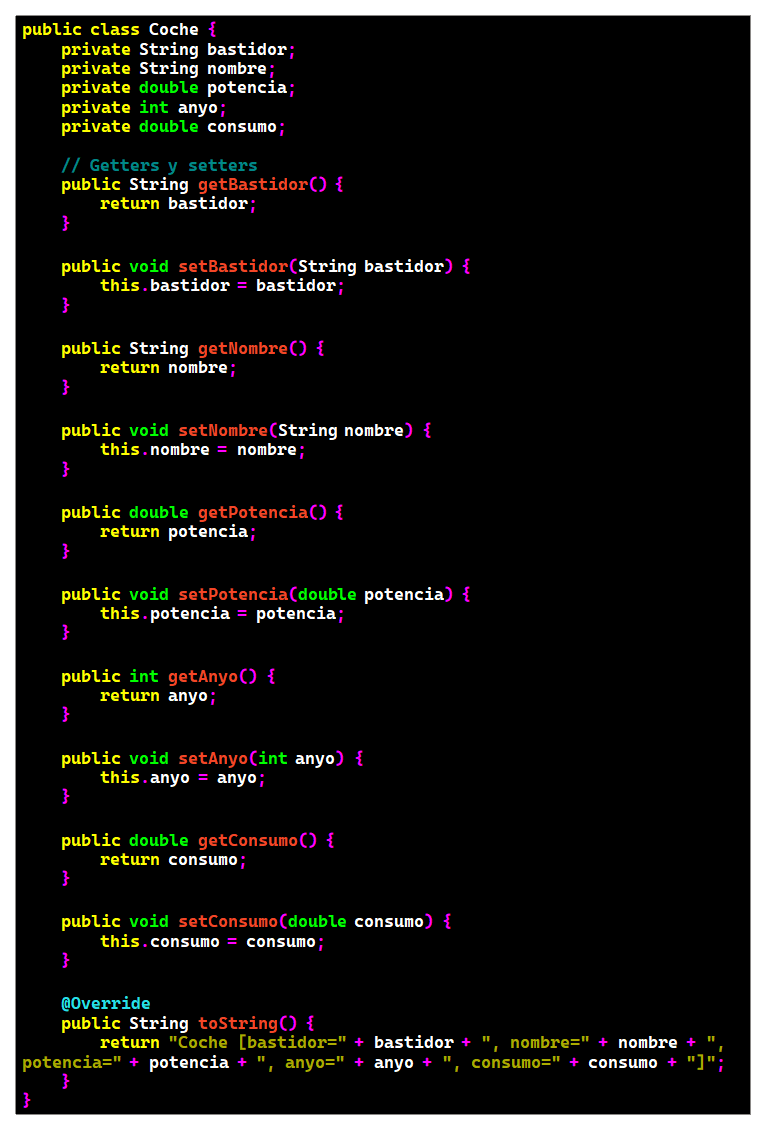 public class Coche {
    private String bastidor;
    private String nombre;
    private double potencia;
    private int anyo;
    private double consumo;

    // Getters y setters
    public String getBastidor() {
        return bastidor;
    }

    public void setBastidor(String bastidor) {
        this.bastidor = bastidor;
    }

    public String getNombre() {
        return nombre;
    }

    public void setNombre(String nombre) {
        this.nombre = nombre;
    }

    public double getPotencia() {
        return potencia;
    }

    public void setPotencia(double potencia) {
        this.potencia = potencia;
    }

    public int getAnyo() {
        return anyo;
    }

    public void setAnyo(int anyo) {
        this.anyo = anyo;
    }

    public double getConsumo() {
        return consumo;
    }

    public void setConsumo(double consumo) {
        this.consumo = consumo;
    }

    @Override
    public String toString() {
        return "Coche [bastidor=" + bastidor + ", nombre=" + nombre + ",
potencia=" + potencia + ", anyo=" + anyo + ", consumo=" + consumo + "]";
    }
}